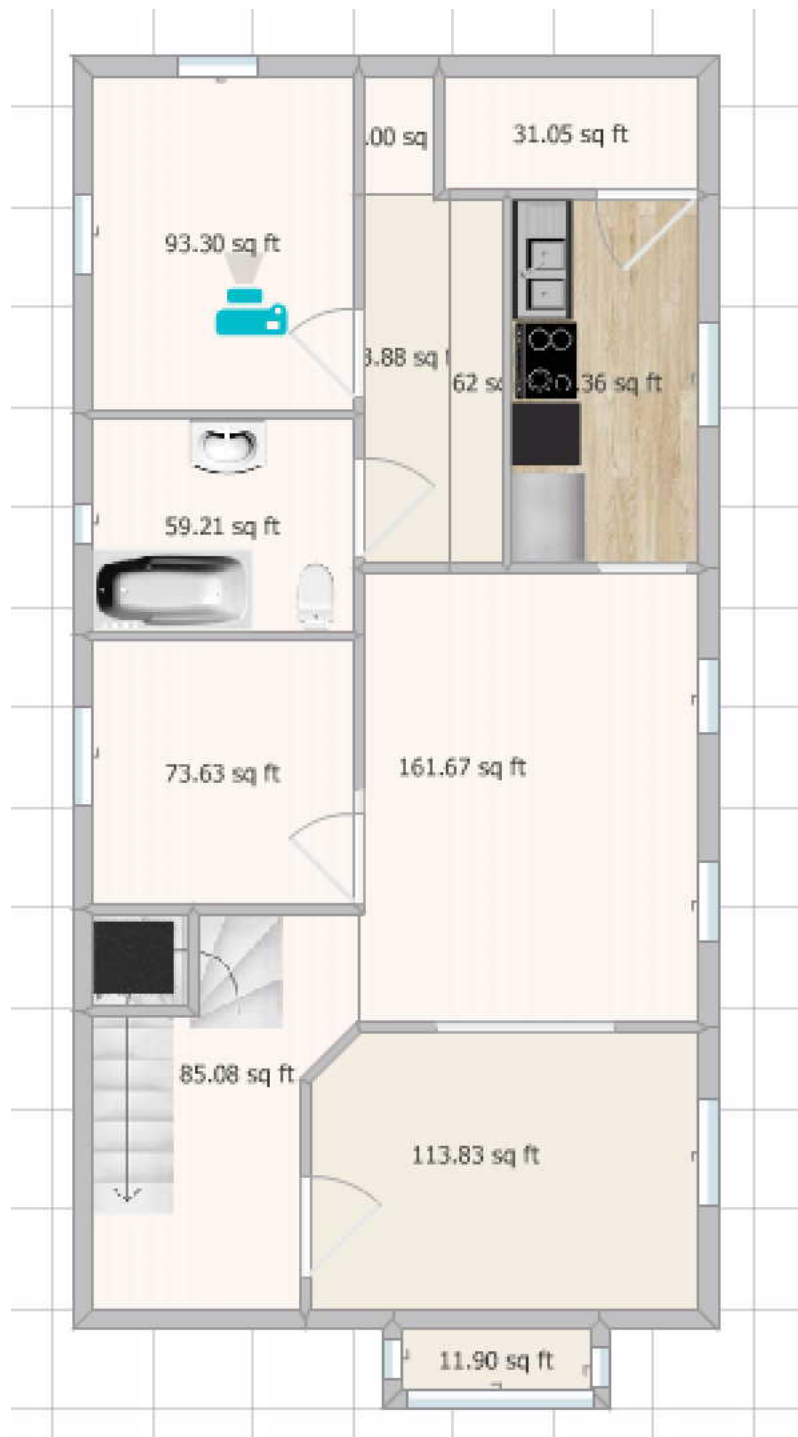 .00 sq
31.05 sq ft
93.30 sq ft
3.88 sq
62 sq
.36 sq ft
59.21 sq ft
161.67 sq ft
73.63 sq ft
85.08 sq ft
113.83 sq ft
11.90 sq ft